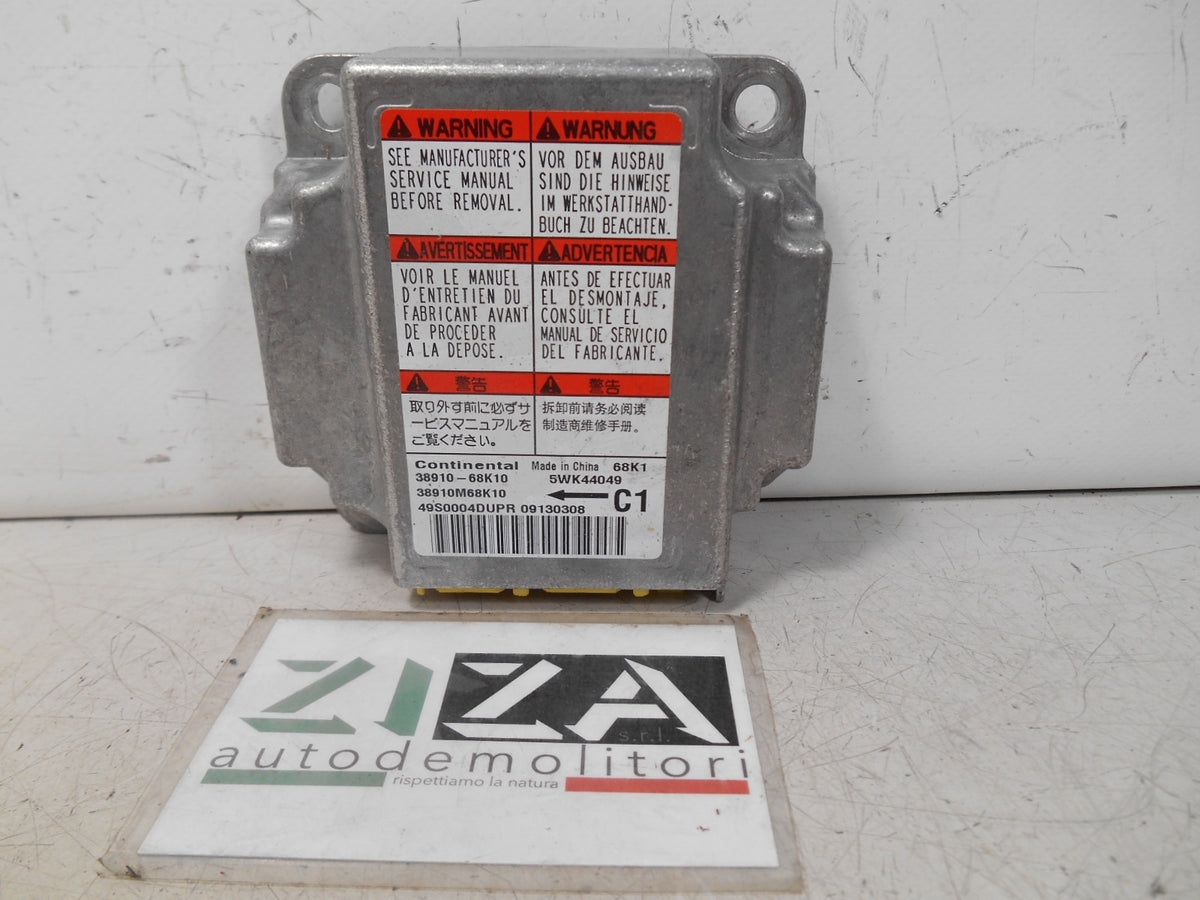 WARNING
SEE MANUFACTURER'S
SERVICE MANUAL
BEFORE REMOVAL.
WARNUNG
VOR DEM AUSBAU
SIND DIE HINWEISE
IM WERKSTATTHAND-
BUCH ZU BEACHTEN.
AVERTISSEMENT
VOIR LE MANUEL
D'ENTRETIEN DU
FABRICANT AVANT
DE PROCEDER
A LA DEPOSE.
ADVERTENCIA
ANTES DE EFECTUAR
EL DESMONTAJE,
CONSULTE EL
MANUAL DE SERVICIO
DEL FABRICANTE.
警告
取り外す前に必ずサ
ービスマニュアルを
ご覧ください。
警告
拆卸前请务必阅读
制造商维修手册。
Continental Made in China 68K1
38910-68K10 5WK44049
38910M68K10 C1
49S0004DUPR 09130308
ZIZA
s.r.l.
autodemolitori
rispettiamo la natura